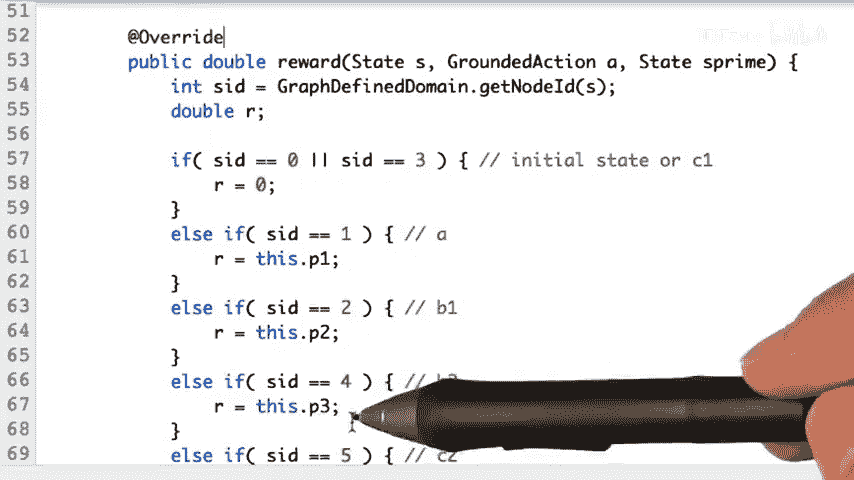 51
52 @Override
53 public double reward(State s, GroundedAction a, State sprime) {
54 int sid = GraphDefinedDomain.getNodeId(s);
55 double r;
56
57 if( sid == 0 || sid == 3 ) { // initial state or c1
58 r = 0;
59 }
60 else if( sid == 1 ) { // a
61 r = this.p1;
62 }
63 else if( sid == 2 ) { // b1
64 r = this.p2;
65 }
66 else if( sid == 4 ) { //
67 r = this.p3;
68 }
69 else if( sid == 5 ) { // c2